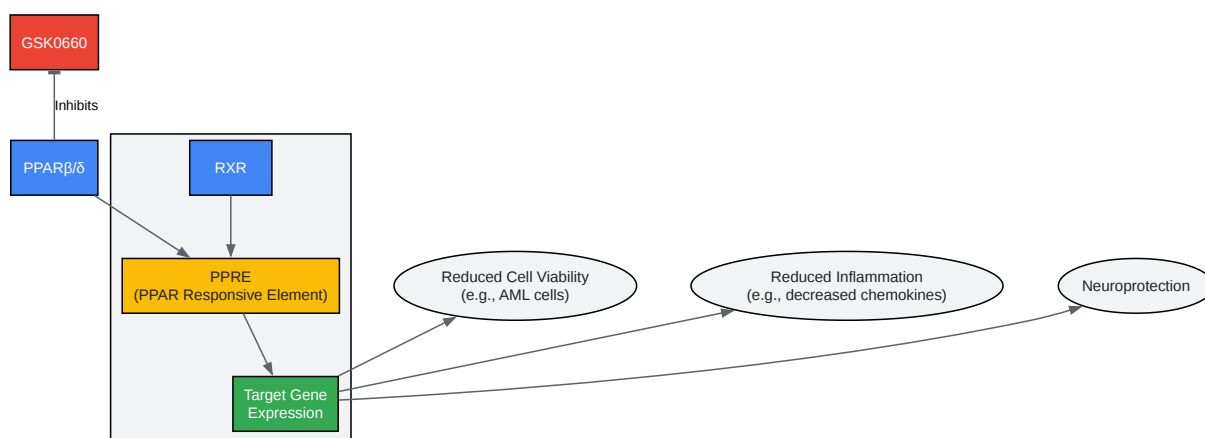 GSK0660
Inhibits
PPARβ/δ
RXR
PPRE
(PPAR Responsive Element)
Reduced Cell Viability
(e.g., AML cells)
Reduced Inflammation
(e.g., decreased chemokines)
Neuroprotection
Target Gene
Expression